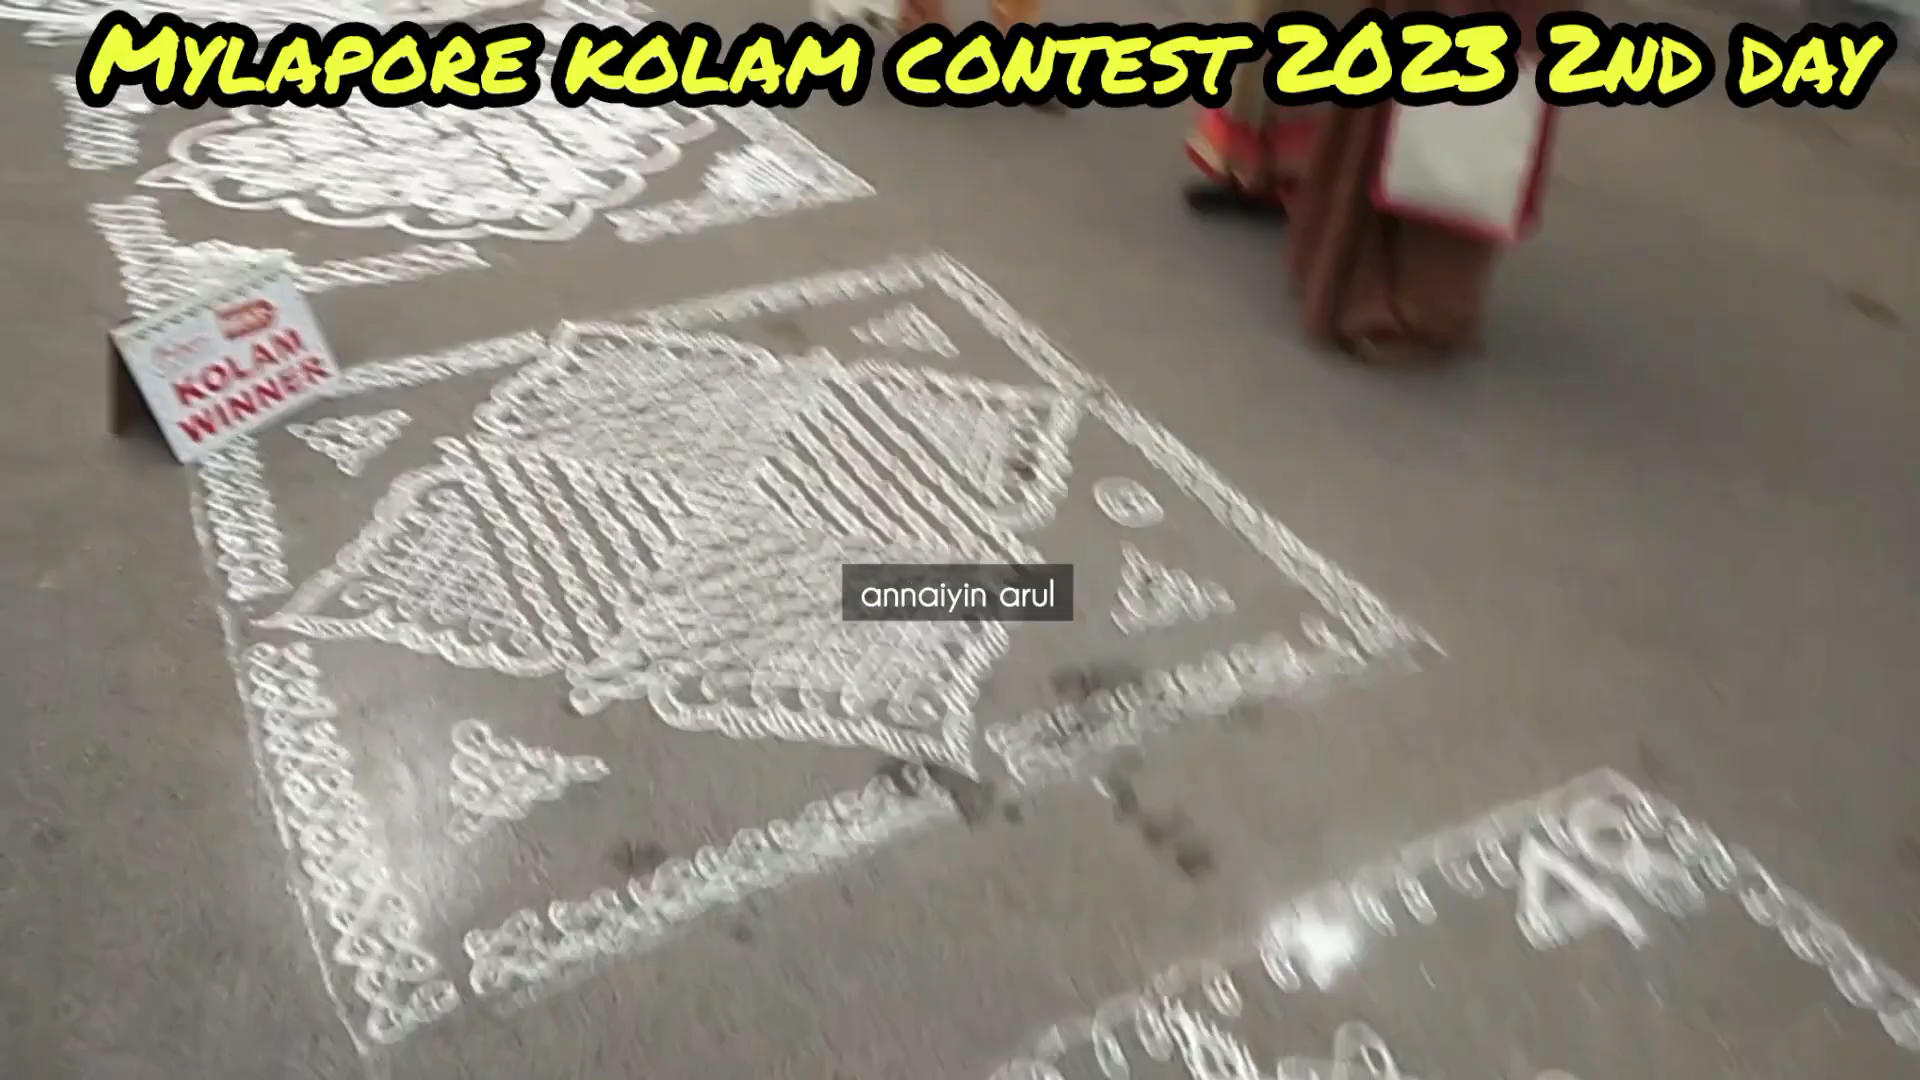 Mylapore kolam contest 2023 2nd day
KOLAM
WINNER
annaiyin arul